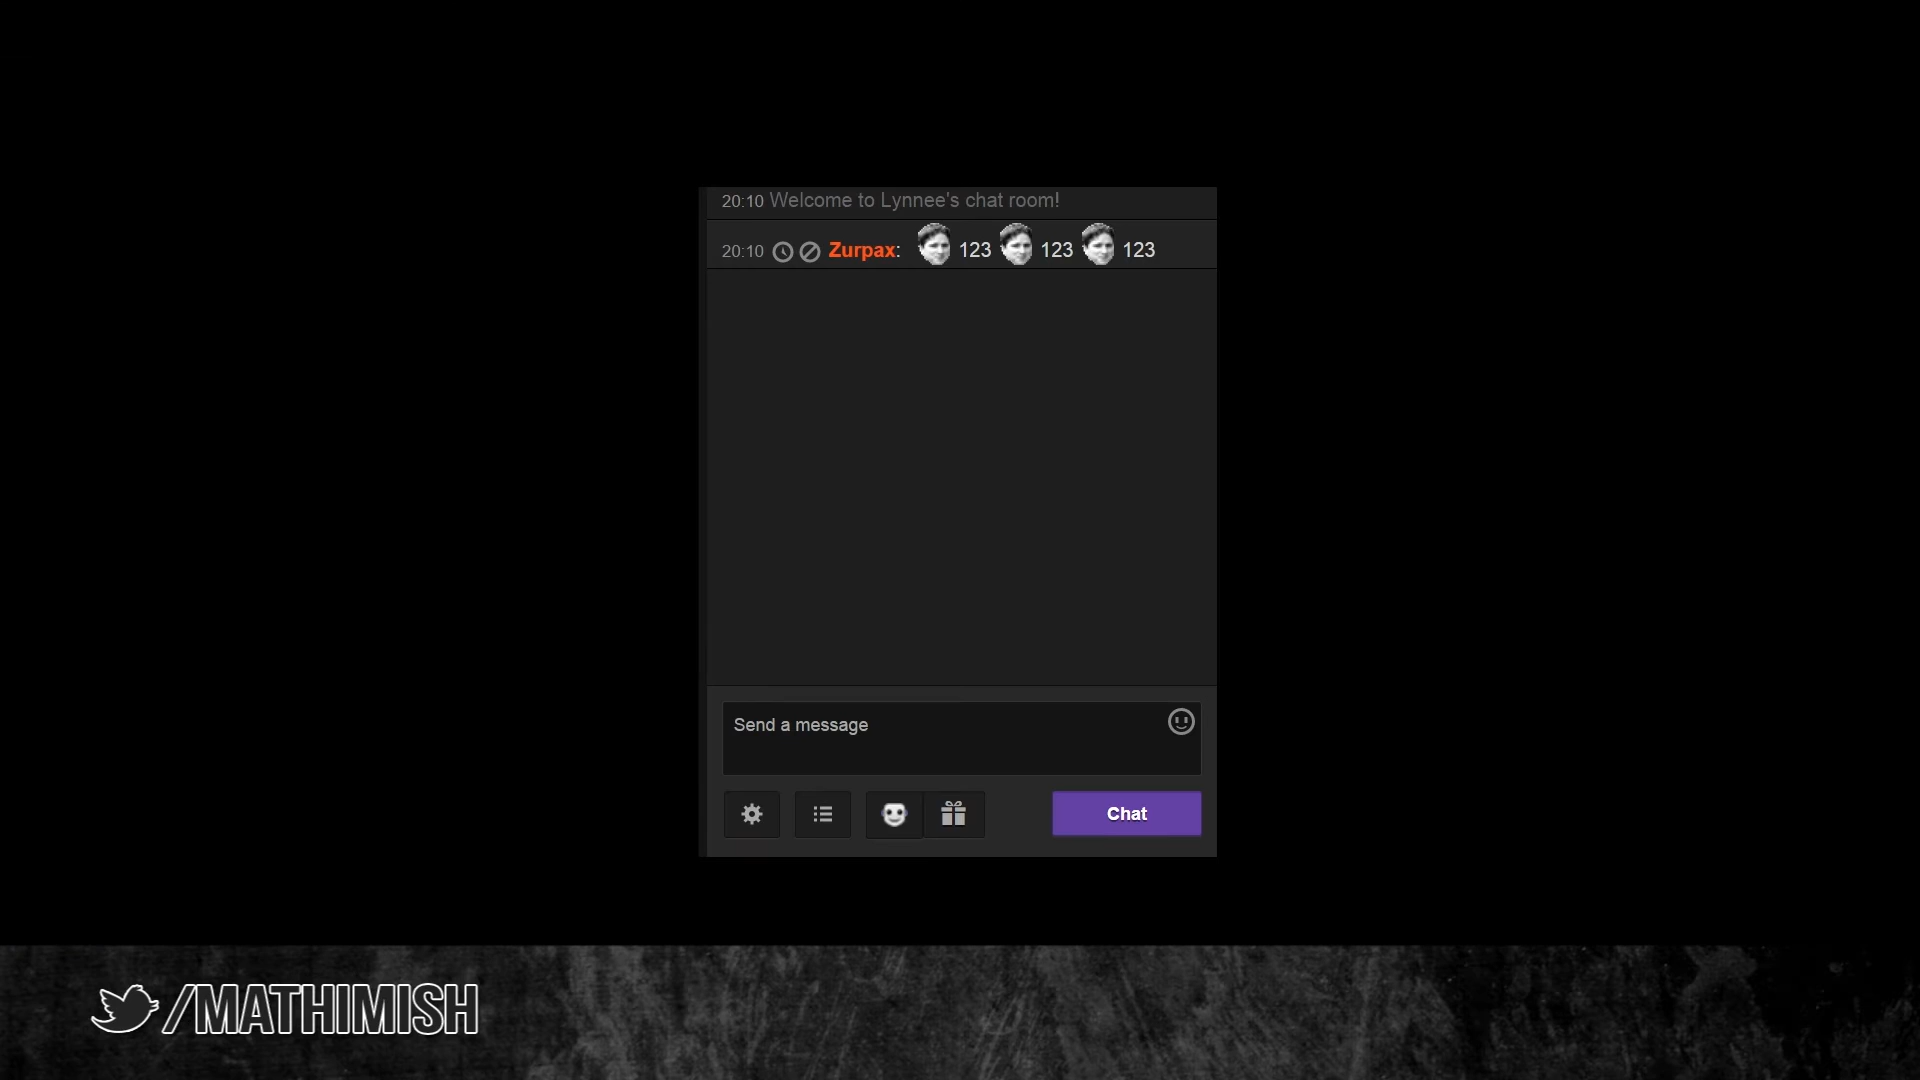 20:10 Welcome to Lynnee's chat room!
20:10 Zurpax: 123 123 123
Send a message
Chat
/MATHIMISH